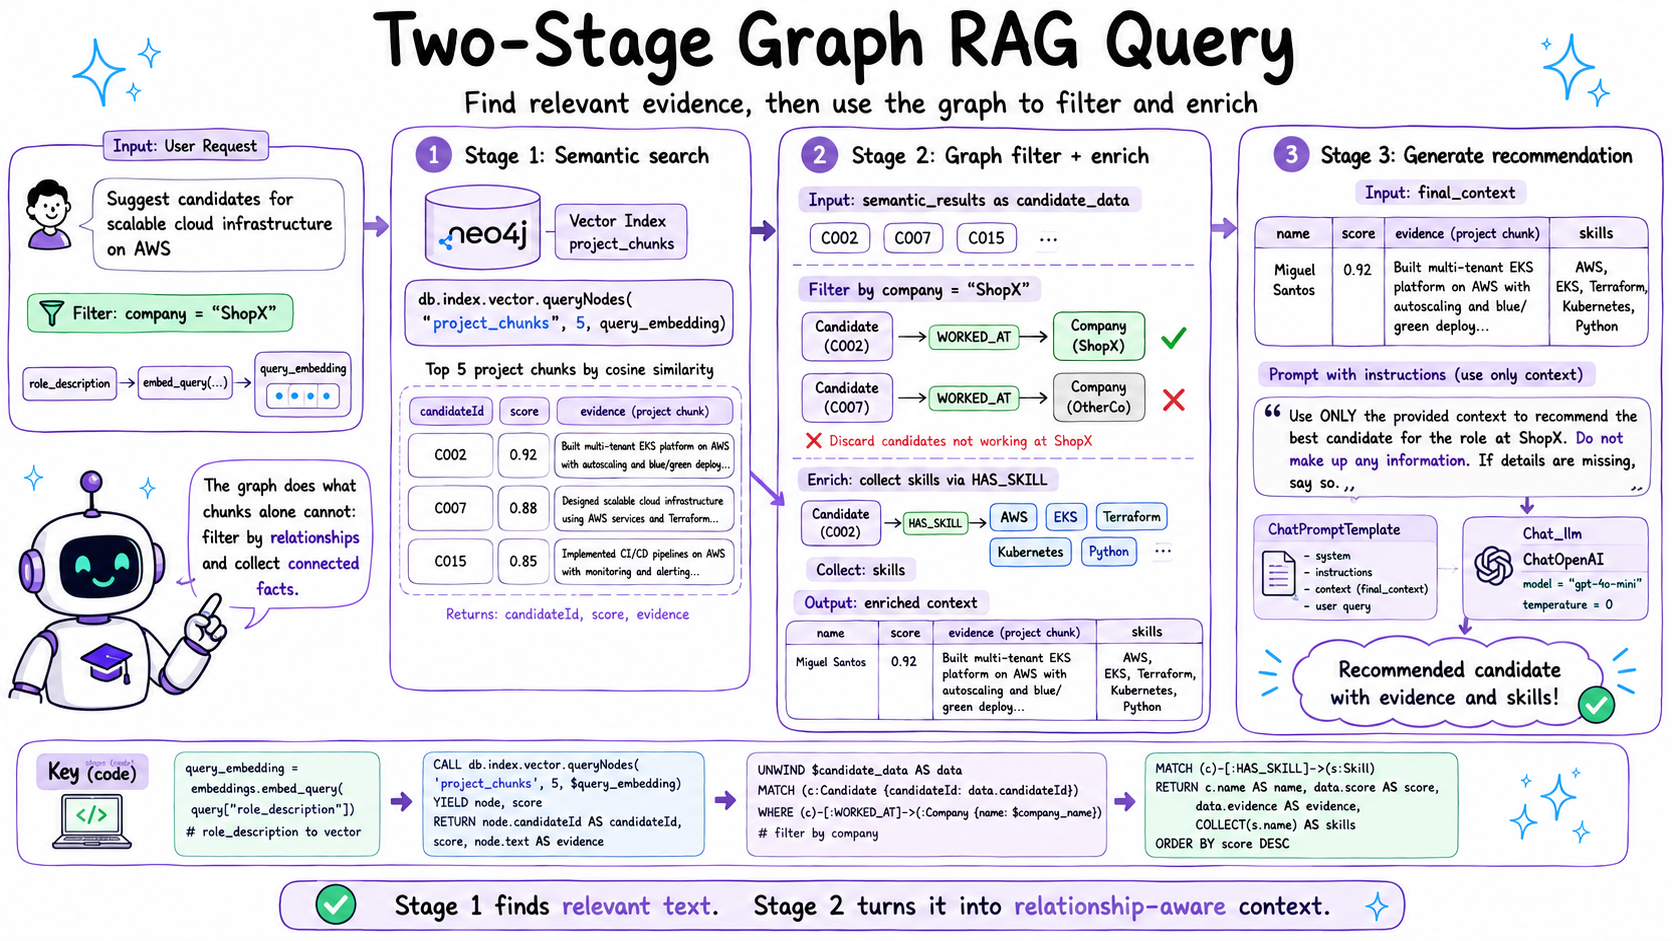 Two-Stage Graph RAG Query
Find relevant evidence, then use the graph to filter and enrich
Input: User Request
Suggest candidates for
scalable cloud infrastructure
on AWS
Filter: company = “ShopX”
role_description
embed_query(...)
query_embedding
The graph does what
chunks alone cannot:
filter by relationships
and collect connected
facts.
1 Stage 1: Semantic search
neo4j
Vector Index
project_chunks
db.index.vector.queryNodes(
“project_chunks”, 5, query_embedding)
Top 5 project chunks by cosine similarity
candidateId score evidence (project chunk)
C002 0.92 Built multi-tenant EKS platform on AWS
with autoscaling and blue/green deploy...
C007 0.88 Designed scalable cloud infrastructure
using AWS services and Terraform...
C015 0.85 Implemented CI/CD pipelines on AWS
with monitoring and alerting...
Returns: candidateId, score, evidence
2 Stage 2: Graph filter + enrich
Input: semantic_results as candidate_data
C002 C007 C015 ...
Filter by company = “ShopX”
Candidate
(C002)
WORKED_AT
Company
(ShopX)
Candidate
(C007)
WORKED_AT
Company
(OtherCo)
Discard candidates not working at ShopX
Enrich: collect skills via HAS_SKILL
Candidate
(C002)
HAS_SKILL
AWS EKS Terraform
Kubernetes Python ...
Collect: skills
Output: enriched context
name score evidence (project chunk) skills
Miguel Santos 0.92 Built multi-tenant EKS
platform on AWS with
autoscaling and blue/
green deploy...
AWS,
EKS, Terraform,
Kubernetes,
Python
3 Stage 3: Generate recommendation
Input: final_context
name score evidence (project chunk) skills
Miguel
Santos
0.92
Built multi-tenant EKS
platform on AWS with
autoscaling and blue/
green deploy...
AWS,
EKS, Terraform,
Kubernetes,
Python
Prompt with instructions (use only context)
“ Use ONLY the provided context to recommend the
best candidate for the role at ShopX. Do not
make up any information. If details are missing,
say so. „
ChatPromptTemplate
- system
- instructions
- context (final_context)
- user query
Chat_llm
ChatOpenAI
model = “gpt-4o-mini”
temperature = 0
Recommended candidate
with evidence and skills!
Key (code)
</>
query_embedding =
embeddings.embed_query(
query["role_description"])
# role_description to vector
CALL db.index.vector.queryNodes(
'project_chunks', 5, $query_embedding)
YIELD node, score
RETURN node.candidateId AS candidateId,
score, node.text AS evidence
UNWIND $candidate_data AS data
MATCH (c:Candidate {candidateId: data.candidateId})
WHERE (c)-[:WORKED_AT]->(:Company {name: $company_name})
# filter by company
MATCH (c)-[:HAS_SKILL]->(s:Skill)
RETURN c.name AS name, data.score AS score,
data.evidence AS evidence,
COLLECT(s.name) AS skills
ORDER BY score DESC
Stage 1 finds relevant text. Stage 2 turns it into relationship-aware context.